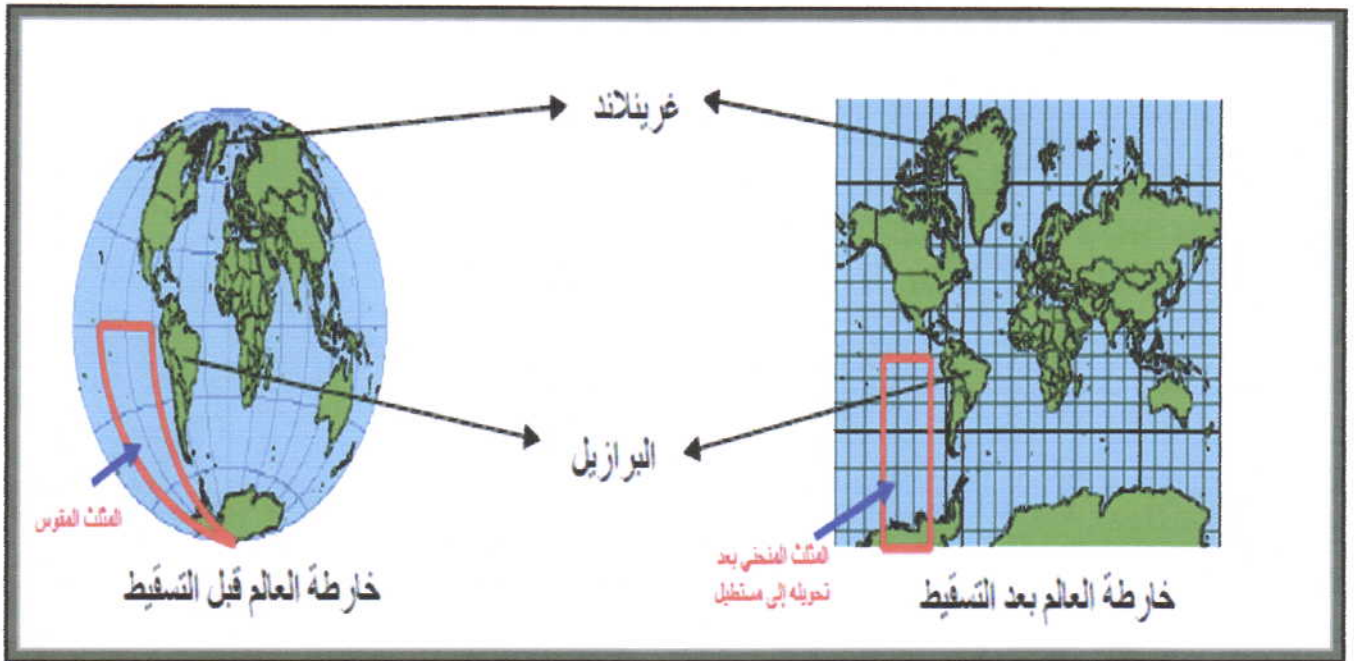 غرينلاند
البرازيل
المثلث المقوس
المثلث المنحني بعد
تحويله إلى مستطيل
خارطة العالم بعد التسقيط
خارطة العالم قبل التسقيط